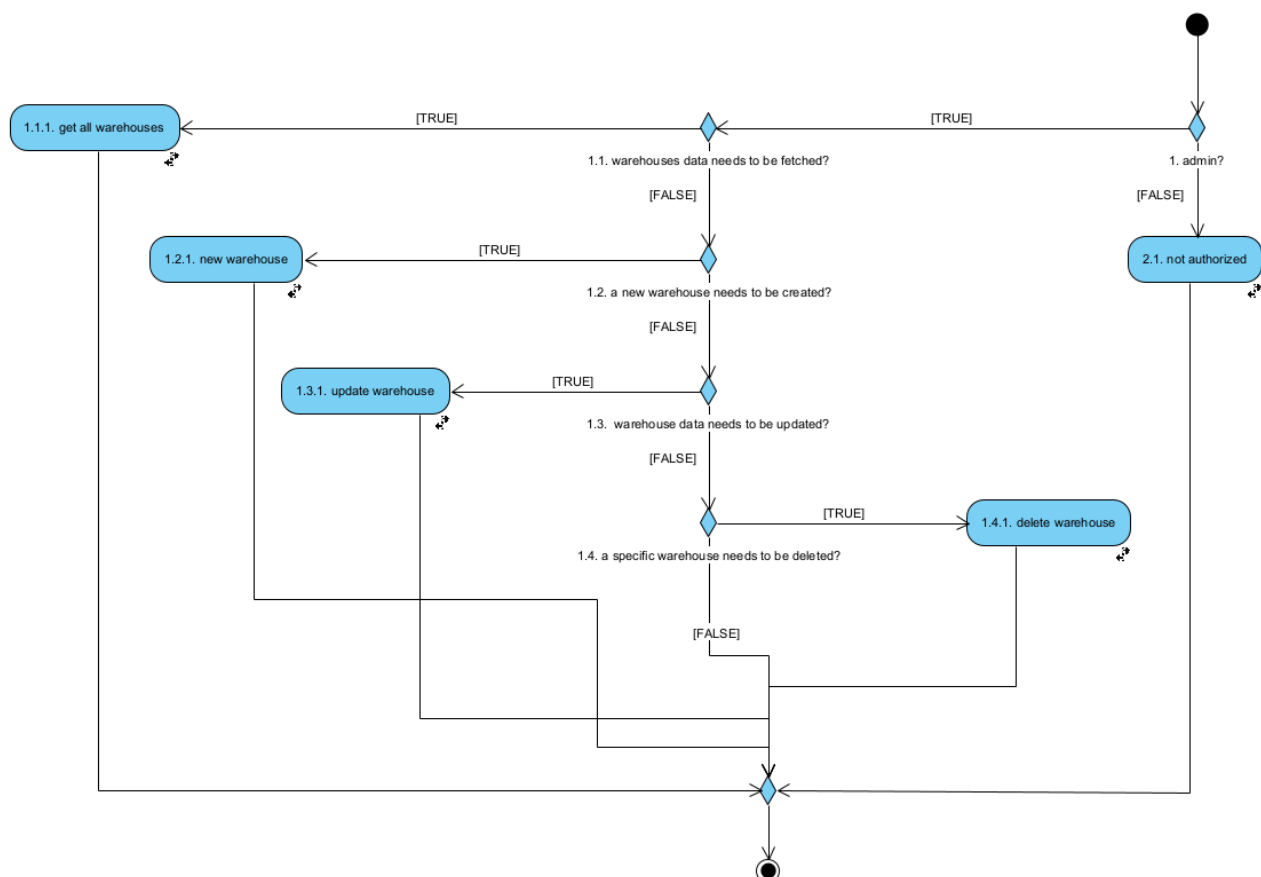 [TRUE]
[TRUE]
1.1.1. get all warehouses
1.1. warehouses data needs to be fetched?
1. admin?
[FALSE]
[FALSE]
[TRUE]
1.2.1. new warehouse
2.1. not authorized
1.2. a new warehouse needs to be created?
[FALSE]
[TRUE]
1.3.1. update warehouse
1.3. warehouse data needs to be updated?
[FALSE]
[TRUE]
1.4.1. delete warehouse
1.4. a specific warehouse needs to be deleted?
[FALSE]